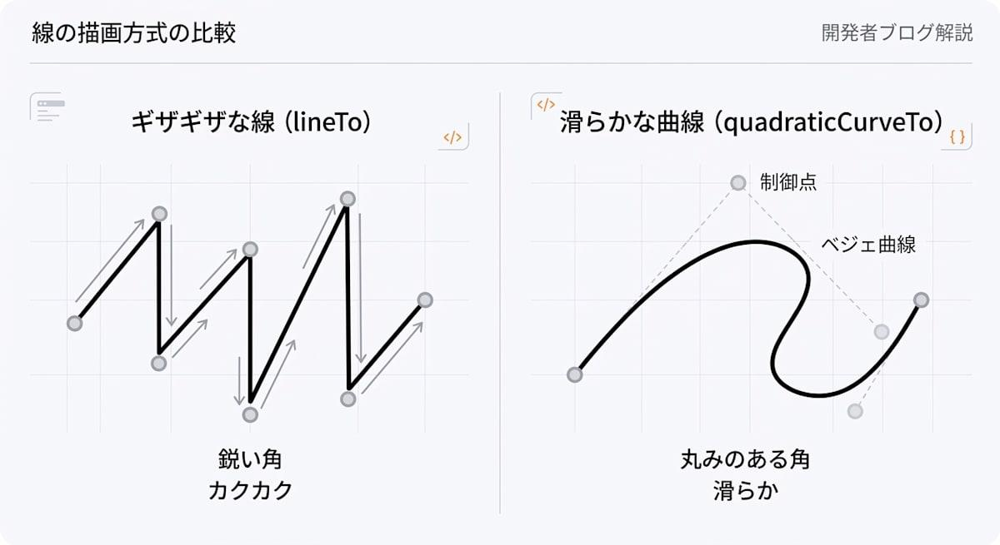 線の描画方式の比較
開発者ブログ解説
ギザギザな線（lineTo）
</>
</>
滑らかな曲線（quadraticCurveTo）
{ }
制御点
ベジェ曲線
鋭い角
カクカク
丸みのある角
滑らか